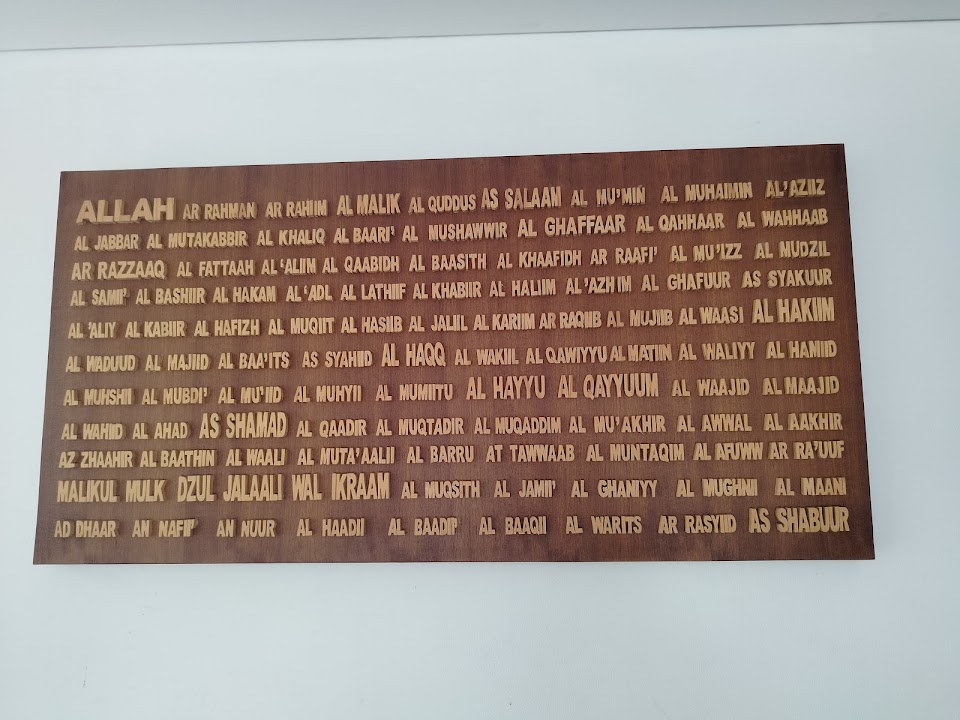 ALLAH AR RAHMAN AR RAHIIM AL MALIK AL QUDDUS AS SALAAM AL MU'MIN AL MUHAIMIN AL'AZIIZ
AL JABBAR AL MUTAKABBIR AL KHALIQ AL BAARI' AL MUSHAWWIR AL GHAFFAAR AL QAHHAAR AL WAHHAAB
AR RAZZAAQ AL FATTAAH AL 'ALIIM AL QAABIDH AL BAASITH AL KHAAFIDH AR RAAFI' AL MU'IZZ AL MUDZIL
AL SAMII' AL BASHIIR AL HAKAM AL 'ADL AL LATHIIF AL KHABIIR AL HALIIM AL 'AZHIM AL GHAFUUR AS SYAKUUR
AL 'ALIY AL KABIIR AL HAFIZH AL MUQIIT AL HASIIB AL JALIIL AL KARIIM AR RAQIIB AL MUJIIB AL WAASI AL HAKIIM
AL WADUUD AL MAJIID AL BAA'ITS AS SYAHIID AL HAQQ AL WAKIIL AL QAWIYYU AL MATIIN AL WALIYY AL HAMIID
AL MUHSHII AL MUBDI' AL MU'IID AL MUHYII AL MUMIITU AL HAYYU AL QAYYUUM AL WAAJID AL MAAJID
AL WAHIID AL AHAD AS SHAMAD AL QAADIR AL MUQTADIR AL MUQADDIM AL MU'AKHIR AL AWWAL AL AAKHIR
AZ ZHAAHIR AL BAATHIN AL WAALI AL MUTA'AALII AL BARRU AT TAWWAAB AL MUNTAQIM AL AFUWW AR RA'UUF
MALIKUL MULK DZUL JALAALI WAL IKRAAM AL MUQSITH AL JAMII' AL GHANIYY AL MUGHNII AL MAANI
AD DHAAR AN NAFII' AN NUUR AL HAADII AL BAADII' AL BAAQII AL WARITS AR RASYIID AS SHABUUR